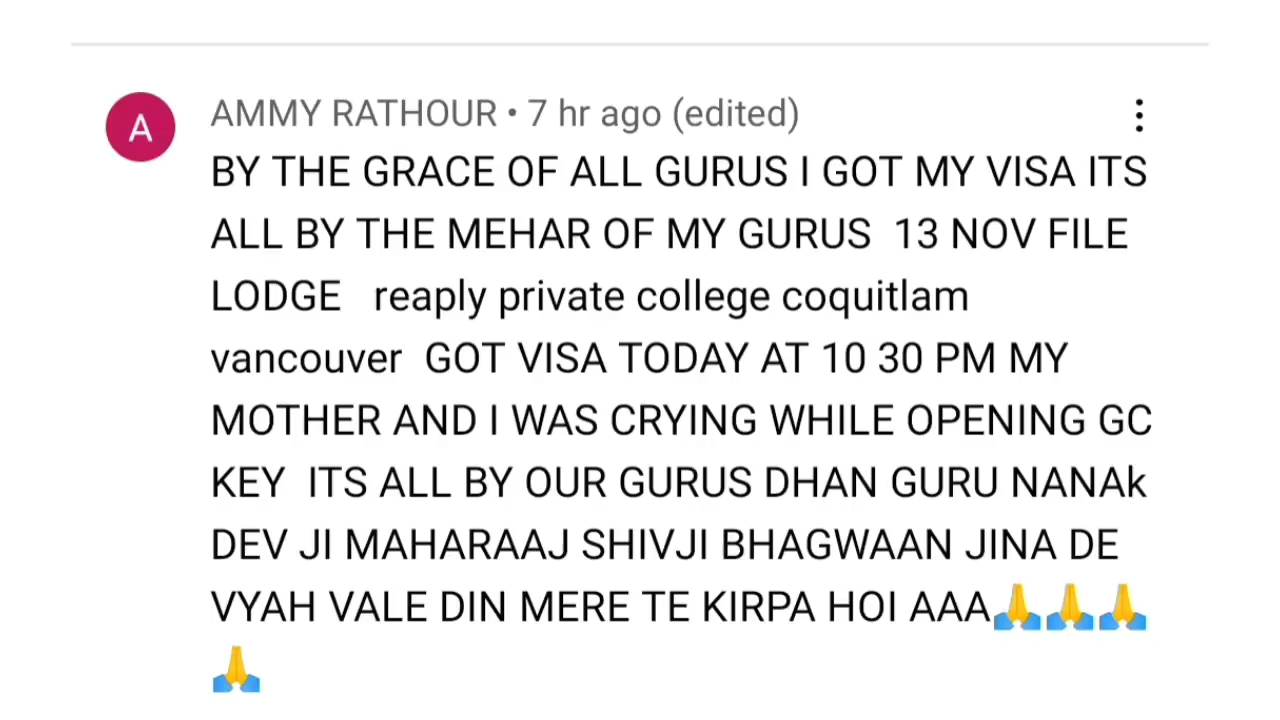 A
AMMY RATHOUR • 7 hr ago (edited)
BY THE GRACE OF ALL GURUS I GOT MY VISA ITS
ALL BY THE MEHAR OF MY GURUS  13 NOV FILE
LODGE   reaply private college coquitlam
vancouver  GOT VISA TODAY AT 10 30 PM MY
MOTHER AND I WAS CRYING WHILE OPENING GC
KEY  ITS ALL BY OUR GURUS DHAN GURU NANAk
DEV JI MAHARAAJ SHIVJI BHAGWAAN JINA DE
VYAH VALE DIN MERE TE KIRPA HOI AAA🙏🙏🙏
🙏